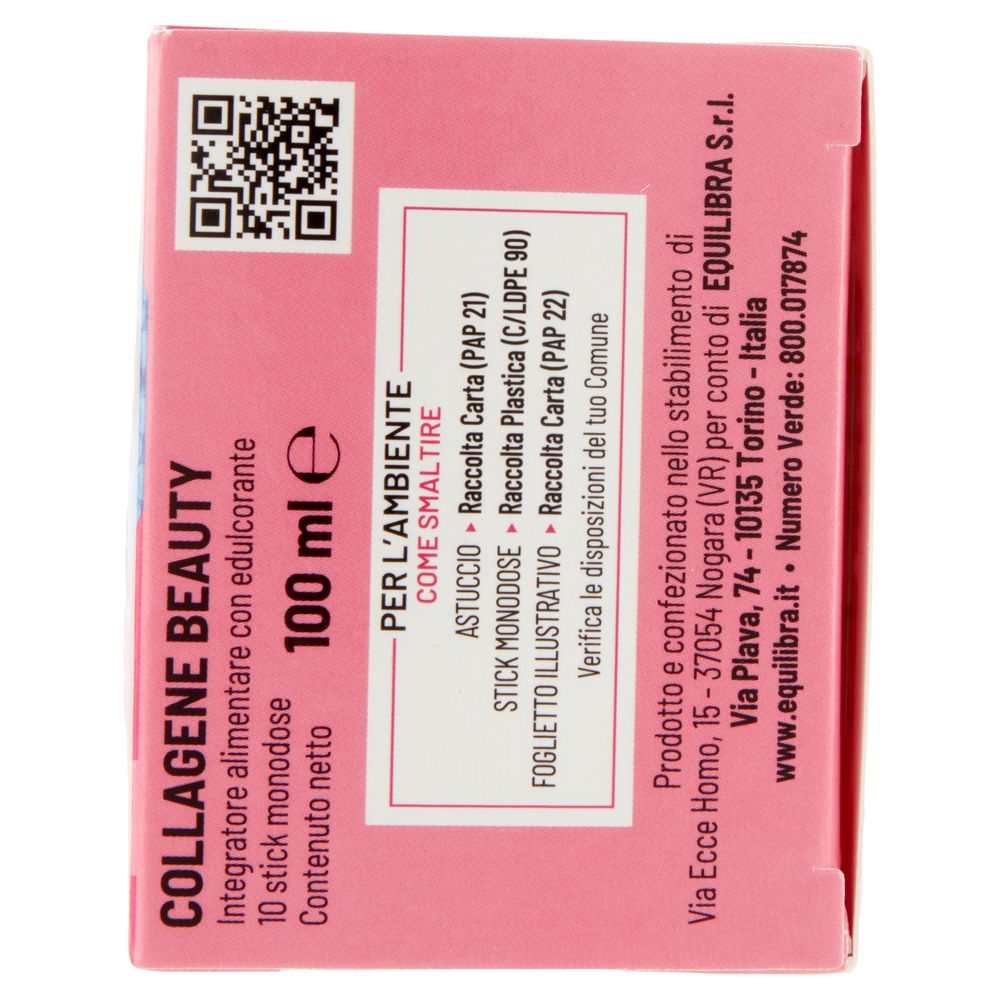 COLLAGENE BEAUTY
Integratore alimentare con edulcorante
10 stick monodose
Contenuto netto 100 ml e
PER L'AMBIENTE
COME SMALTIRE
ASTUCCIO ▸ Raccolta Carta (PAP 21)
STICK MONODOSE ▸ Raccolta Plastica (C/LDPE 90)
FOGLIETTO ILLUSTRATIVO ▸ Raccolta Carta (PAP 22)
Verifica le disposizioni del tuo Comune
Prodotto e confezionato nello stabilimento di
Via Ecce Homo, 15 - 37054 Nogara (VR) per conto di EQUILIBRA S.r.l.
Via Plava, 74 - 10135 Torino - Italia
www.equilibra.it • Numero Verde: 800.017874